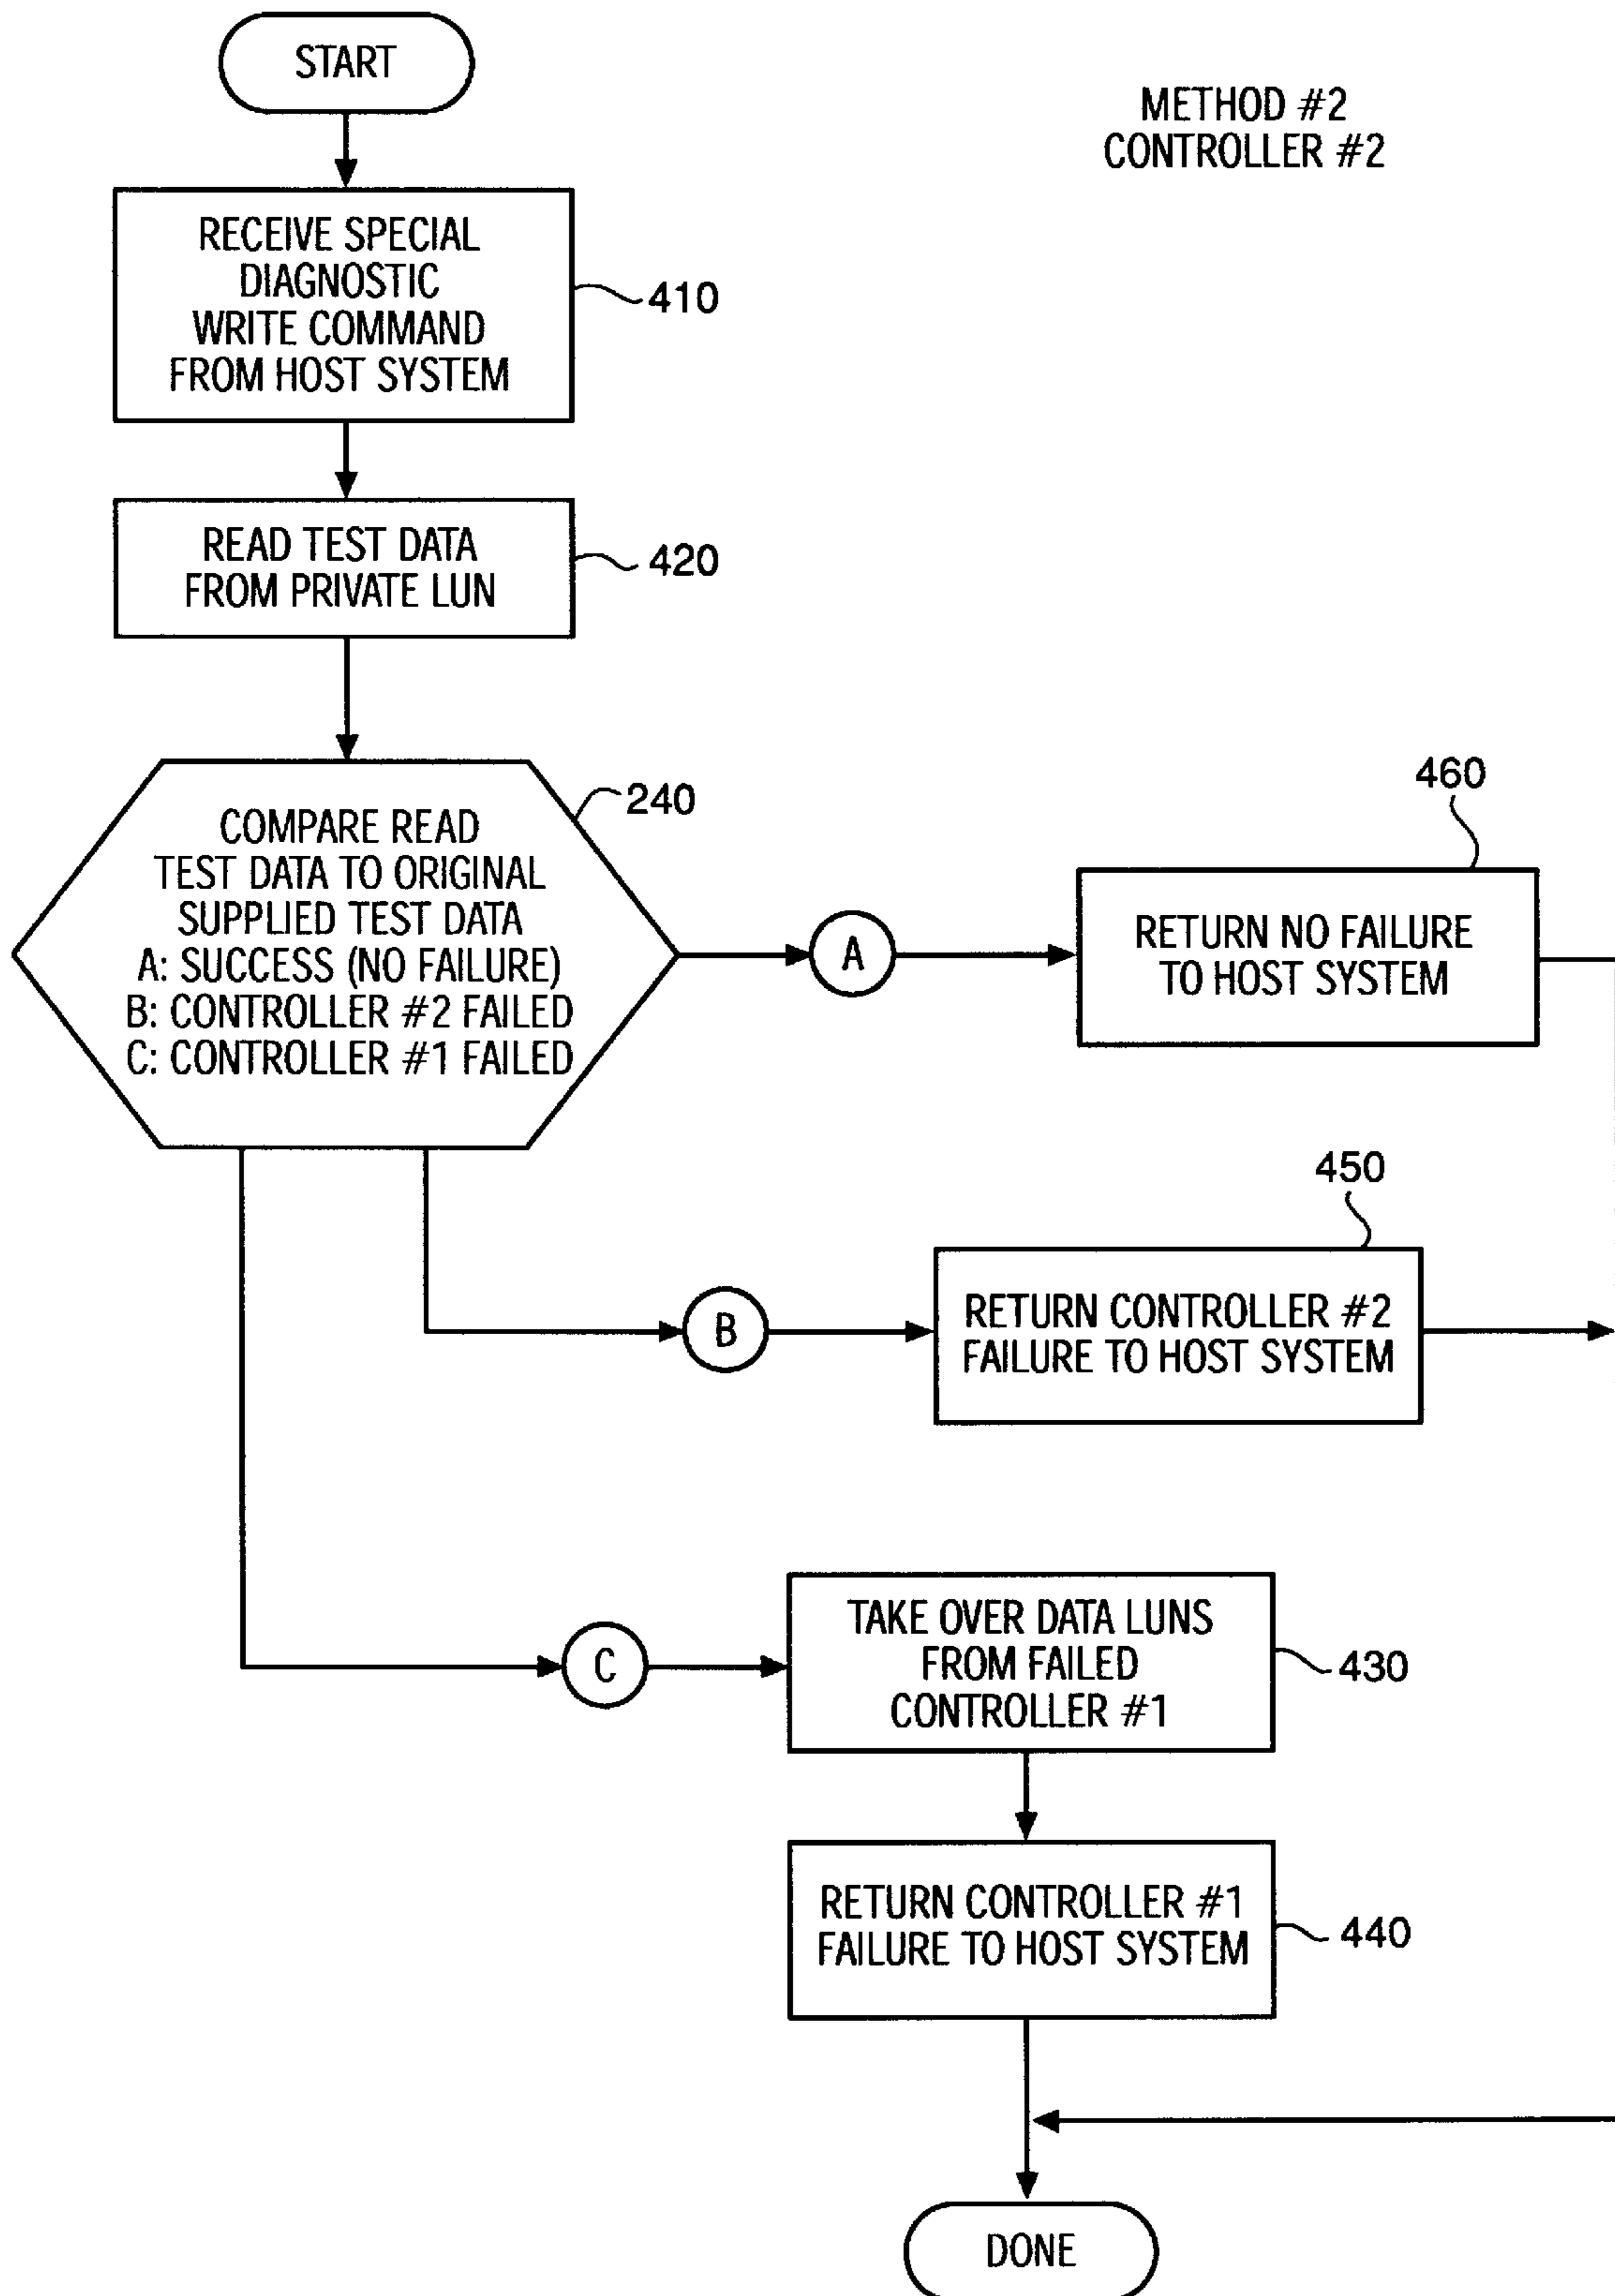 START
METHOD #2
CONTROLLER #2
RECEIVE SPECIAL
DIAGNOSTIC
WRITE COMMAND
FROM HOST SYSTEM
410
READ TEST DATA
FROM PRIVATE LUN
420
COMPARE READ
TEST DATA TO ORIGINAL
SUPPLIED TEST DATA
A: SUCCESS (NO FAILURE)
B: CONTROLLER #2 FAILED
C: CONTROLLER #1 FAILED
240
A
460
RETURN NO FAILURE
TO HOST SYSTEM
B
450
RETURN CONTROLLER #2
FAILURE TO HOST SYSTEM
C
TAKE OVER DATA LUNS
FROM FAILED
CONTROLLER #1
430
RETURN CONTROLLER #1
FAILURE TO HOST SYSTEM
440
DONE